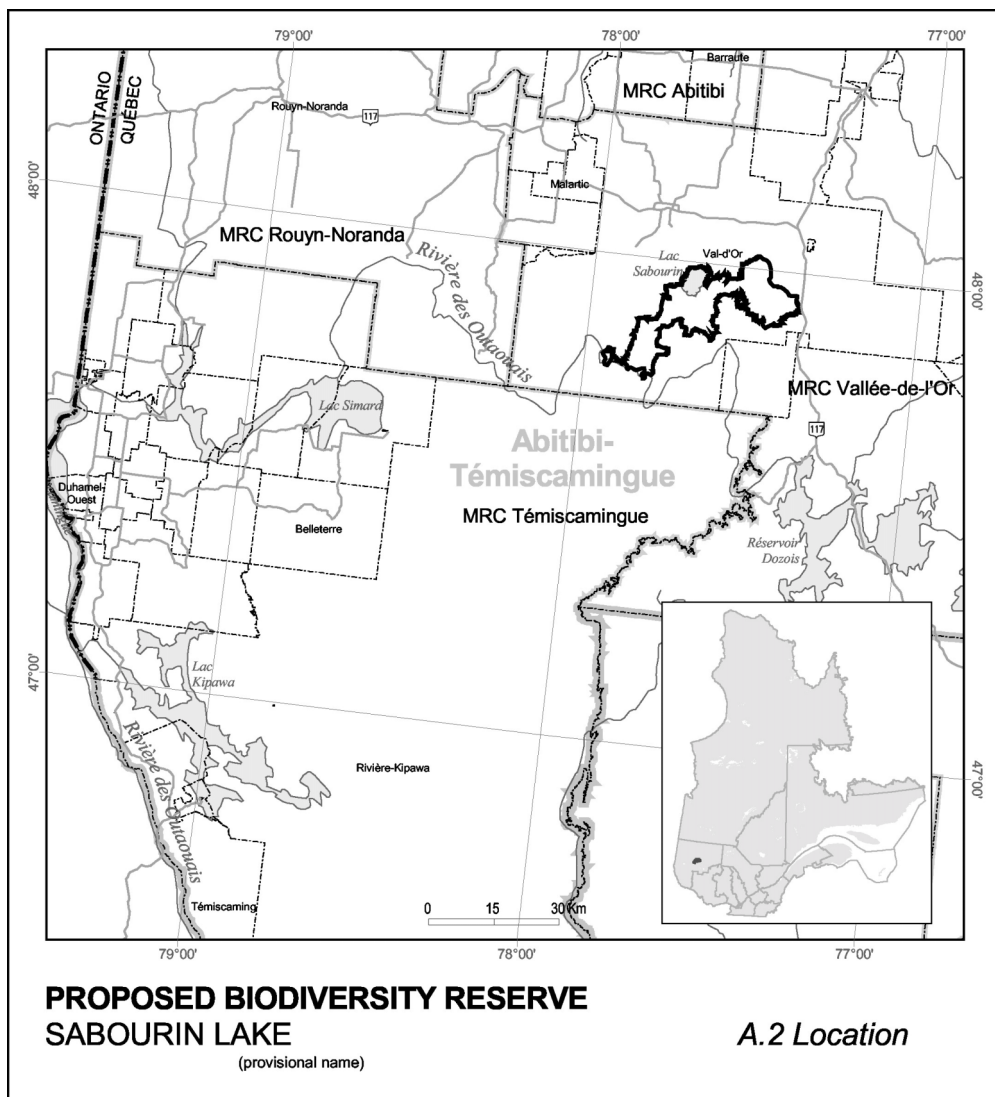 79°00'
78°00'
77°00'
Barraute
MRC Abitibi
Rouyn-Noranda
117
ONTARIO
QUÉBEC
48°00'
Malartic
MRC Rouyn-Noranda
Rivière des Outaouais
Lac
Sabourin
Val-d'Or
48°00'
MRC Vallée-de-l'Or
Lac Simard
117
Abitibi-
Témiscamingue
MRC Témiscamingue
Duhamel-
Ouest
Belleterre
Réservoir
Dozois
47°00'
Lac
Kipawa
Rivière des Outaouais
Rivière-Kipawa
47°00'
Témiscaming
0 15 30 Km
79°00'
78°00'
77°00'
PROPOSED BIODIVERSITY RESERVE
SABOURIN LAKE
(provisional name)
A.2 Location